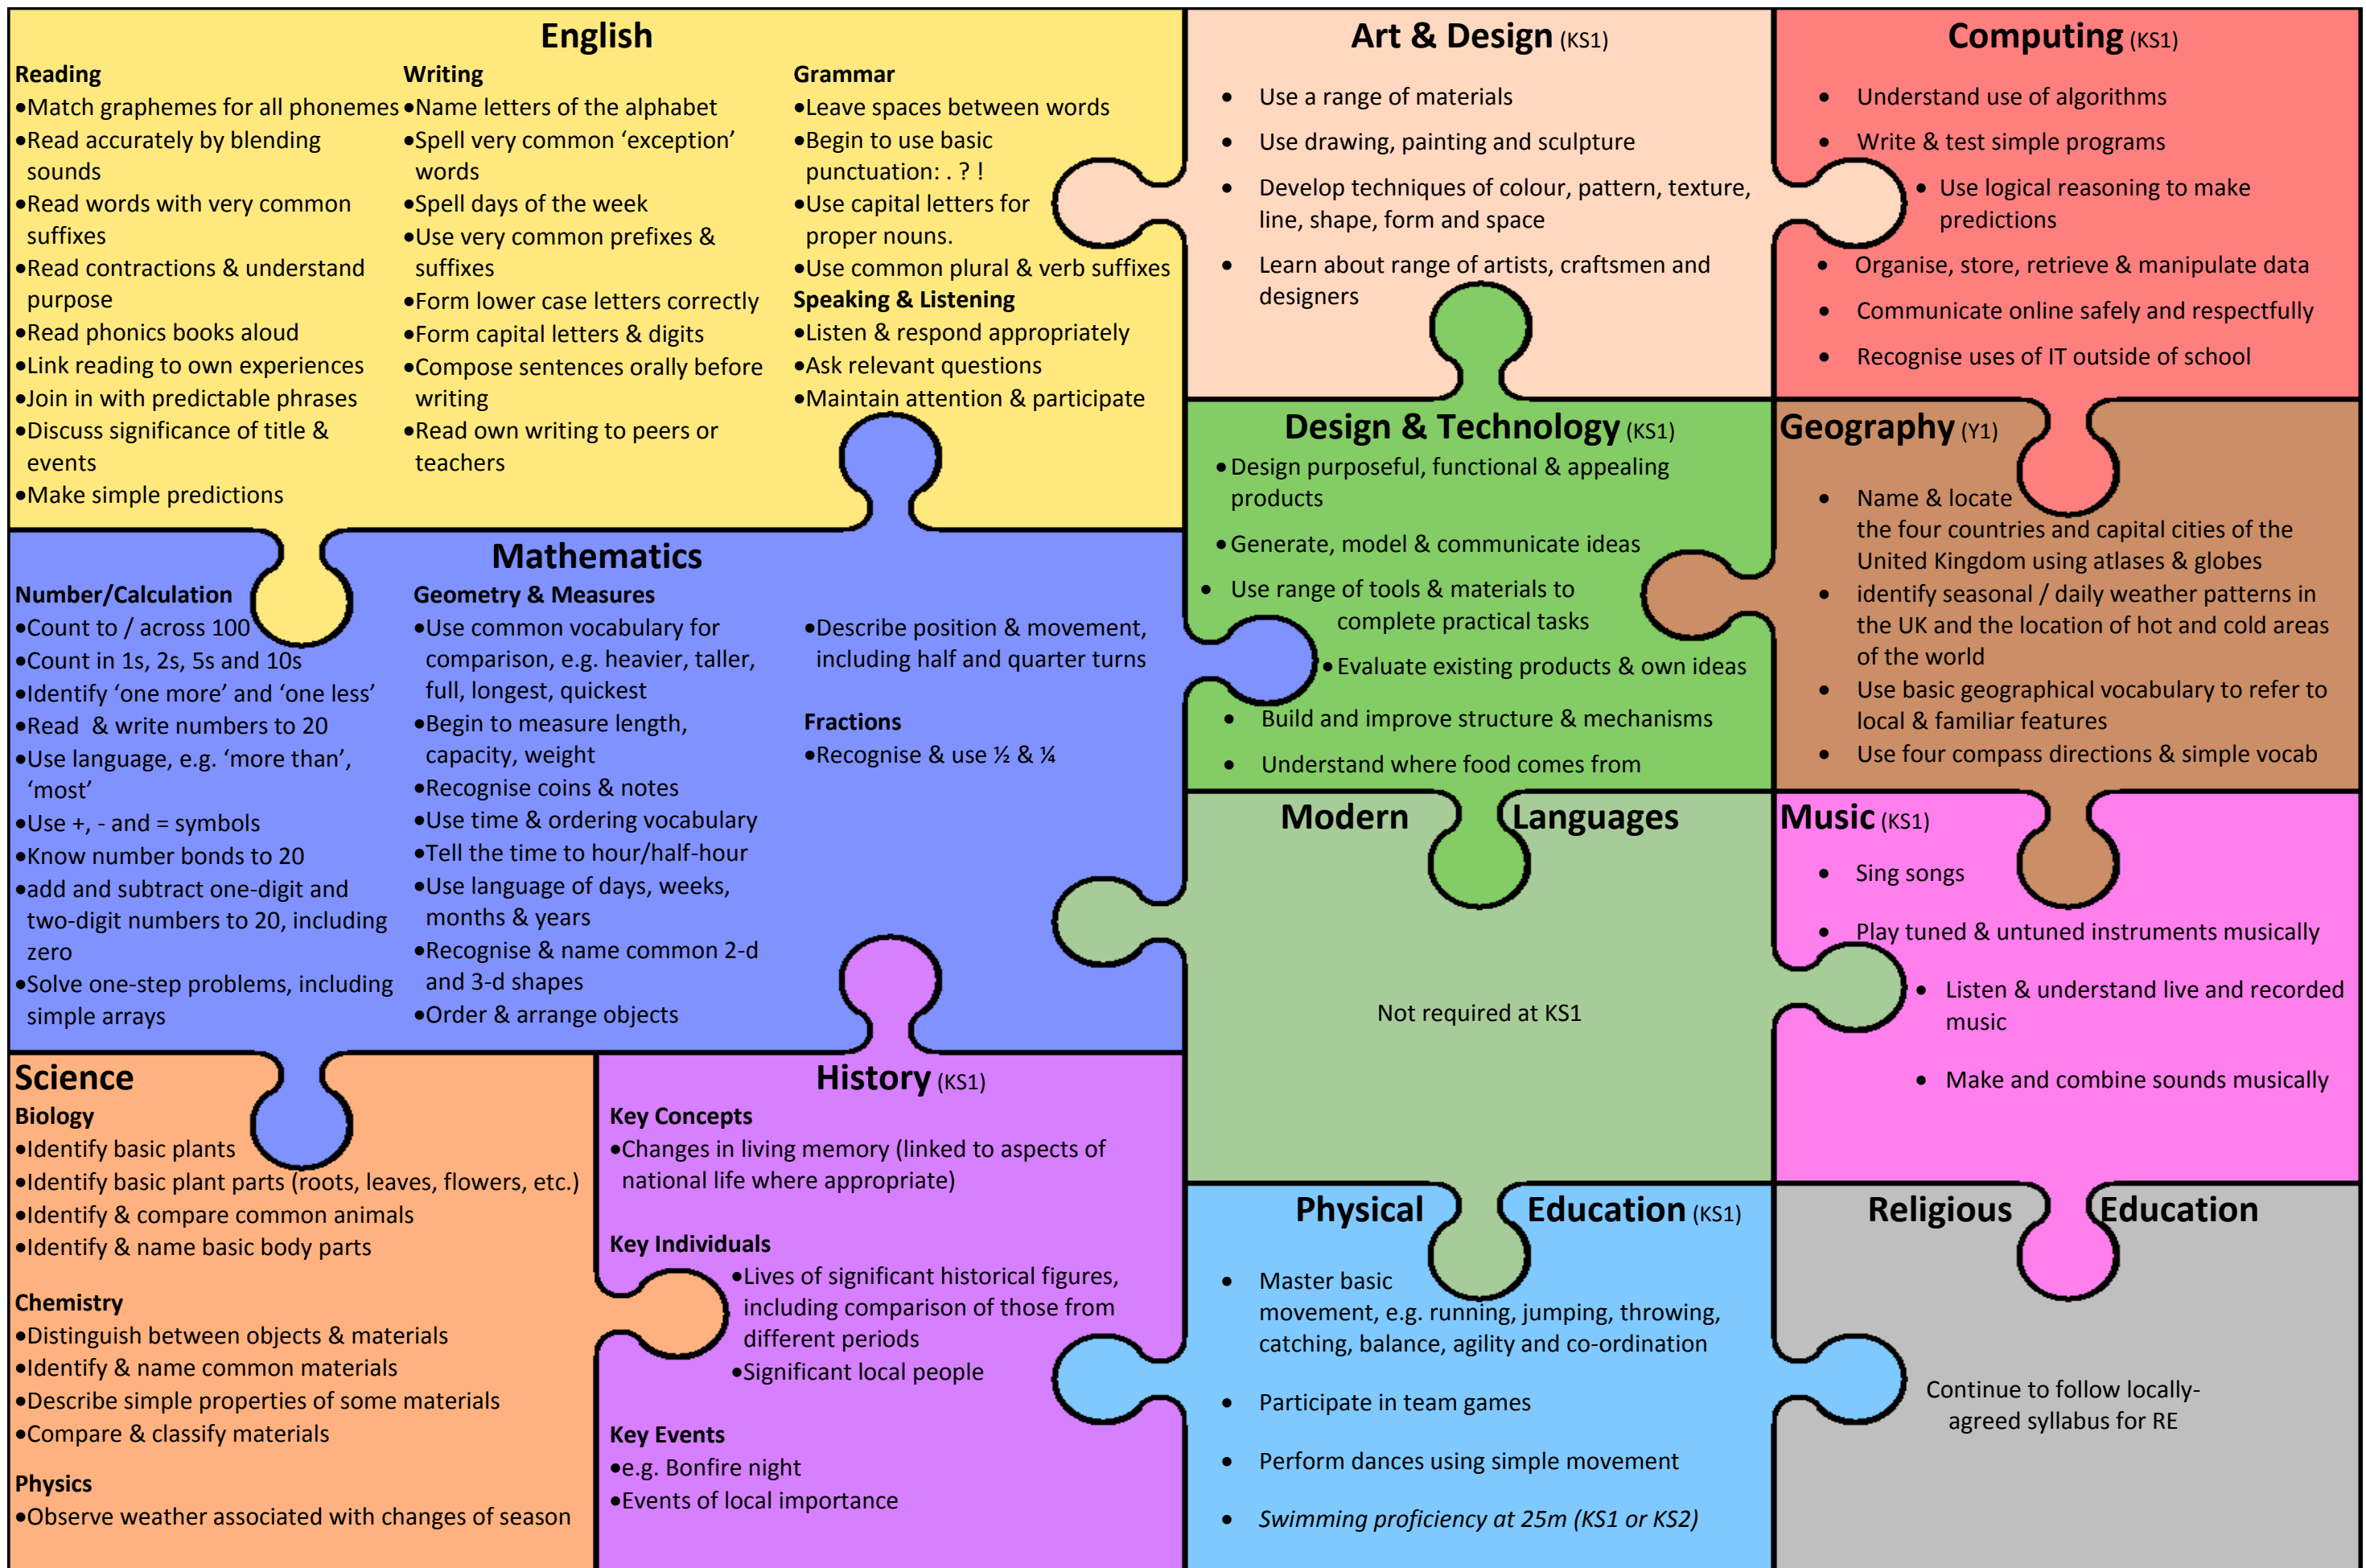 English
Reading
•Match graphemes for all phonemes
•Read accurately by blending
sounds
•Read words with very common
suffixes
•Read contractions & understand
purpose
•Read phonics books aloud
•Link reading to own experiences
•Join in with predictable phrases
•Discuss significance of title &
events
•Make simple predictions
Writing
•Name letters of the alphabet
•Spell very common ‘exception’
words
•Spell days of the week
•Use very common prefixes &
suffixes
•Form lower case letters correctly
•Form capital letters & digits
•Compose sentences orally before
writing
•Read own writing to peers or
teachers
Grammar
•Leave spaces between words
•Begin to use basic
punctuation: . ? !
•Use capital letters for
proper nouns.
•Use common plural & verb suffixes
Speaking & Listening
•Listen & respond appropriately
•Ask relevant questions
•Maintain attention & participate
Art & Design (KS1)
• Use a range of materials
• Use drawing, painting and sculpture
• Develop techniques of colour, pattern, texture,
line, shape, form and space
• Learn about range of artists, craftsmen and
designers
Computing (KS1)
• Understand use of algorithms
• Write & test simple programs
• Use logical reasoning to make
predictions
• Organise, store, retrieve & manipulate data
• Communicate online safely and respectfully
• Recognise uses of IT outside of school
Mathematics
Number/Calculation
•Count to / across 100
•Count in 1s, 2s, 5s and 10s
•Identify ‘one more’ and ‘one less’
•Read & write numbers to 20
•Use language, e.g. ‘more than’,
‘most’
•Use +, - and = symbols
•Know number bonds to 20
•add and subtract one-digit and
two-digit numbers to 20, including
zero
•Solve one-step problems, including
simple arrays
Geometry & Measures
•Use common vocabulary for
comparison, e.g. heavier, taller,
full, longest, quickest
•Begin to measure length,
capacity, weight
•Recognise coins & notes
•Use time & ordering vocabulary
•Tell the time to hour/half-hour
•Use language of days, weeks,
months & years
•Recognise & name common 2-d
and 3-d shapes
•Order & arrange objects
•Describe position & movement,
including half and quarter turns
Fractions
•Recognise & use ½ & ¼
Design & Technology (KS1)
•Design purposeful, functional & appealing
products
•Generate, model & communicate ideas
• Use range of tools & materials to
complete practical tasks
•Evaluate existing products & own ideas
• Build and improve structure & mechanisms
• Understand where food comes from
Geography (Y1)
• Name & locate
the four countries and capital cities of the
United Kingdom using atlases & globes
• identify seasonal / daily weather patterns in
the UK and the location of hot and cold areas
of the world
• Use basic geographical vocabulary to refer to
local & familiar features
• Use four compass directions & simple vocab
Modern Languages
Not required at KS1
Music (KS1)
• Sing songs
• Play tuned & untuned instruments musically
• Listen & understand live and recorded
music
• Make and combine sounds musically
Science
Biology
•Identify basic plants
•Identify basic plant parts (roots, leaves, flowers, etc.)
•Identify & compare common animals
•Identify & name basic body parts
Chemistry
•Distinguish between objects & materials
•Identify & name common materials
•Describe simple properties of some materials
•Compare & classify materials
Physics
•Observe weather associated with changes of season
History (KS1)
Key Concepts
•Changes in living memory (linked to aspects of
national life where appropriate)
Key Individuals
•Lives of significant historical figures,
including comparison of those from
different periods
•Significant local people
Key Events
•e.g. Bonfire night
•Events of local importance
Physical Education (KS1)
• Master basic
movement, e.g. running, jumping, throwing,
catching, balance, agility and co-ordination
• Participate in team games
• Perform dances using simple movement
• Swimming proficiency at 25m (KS1 or KS2)
Religious Education
Continue to follow locally-
agreed syllabus for RE